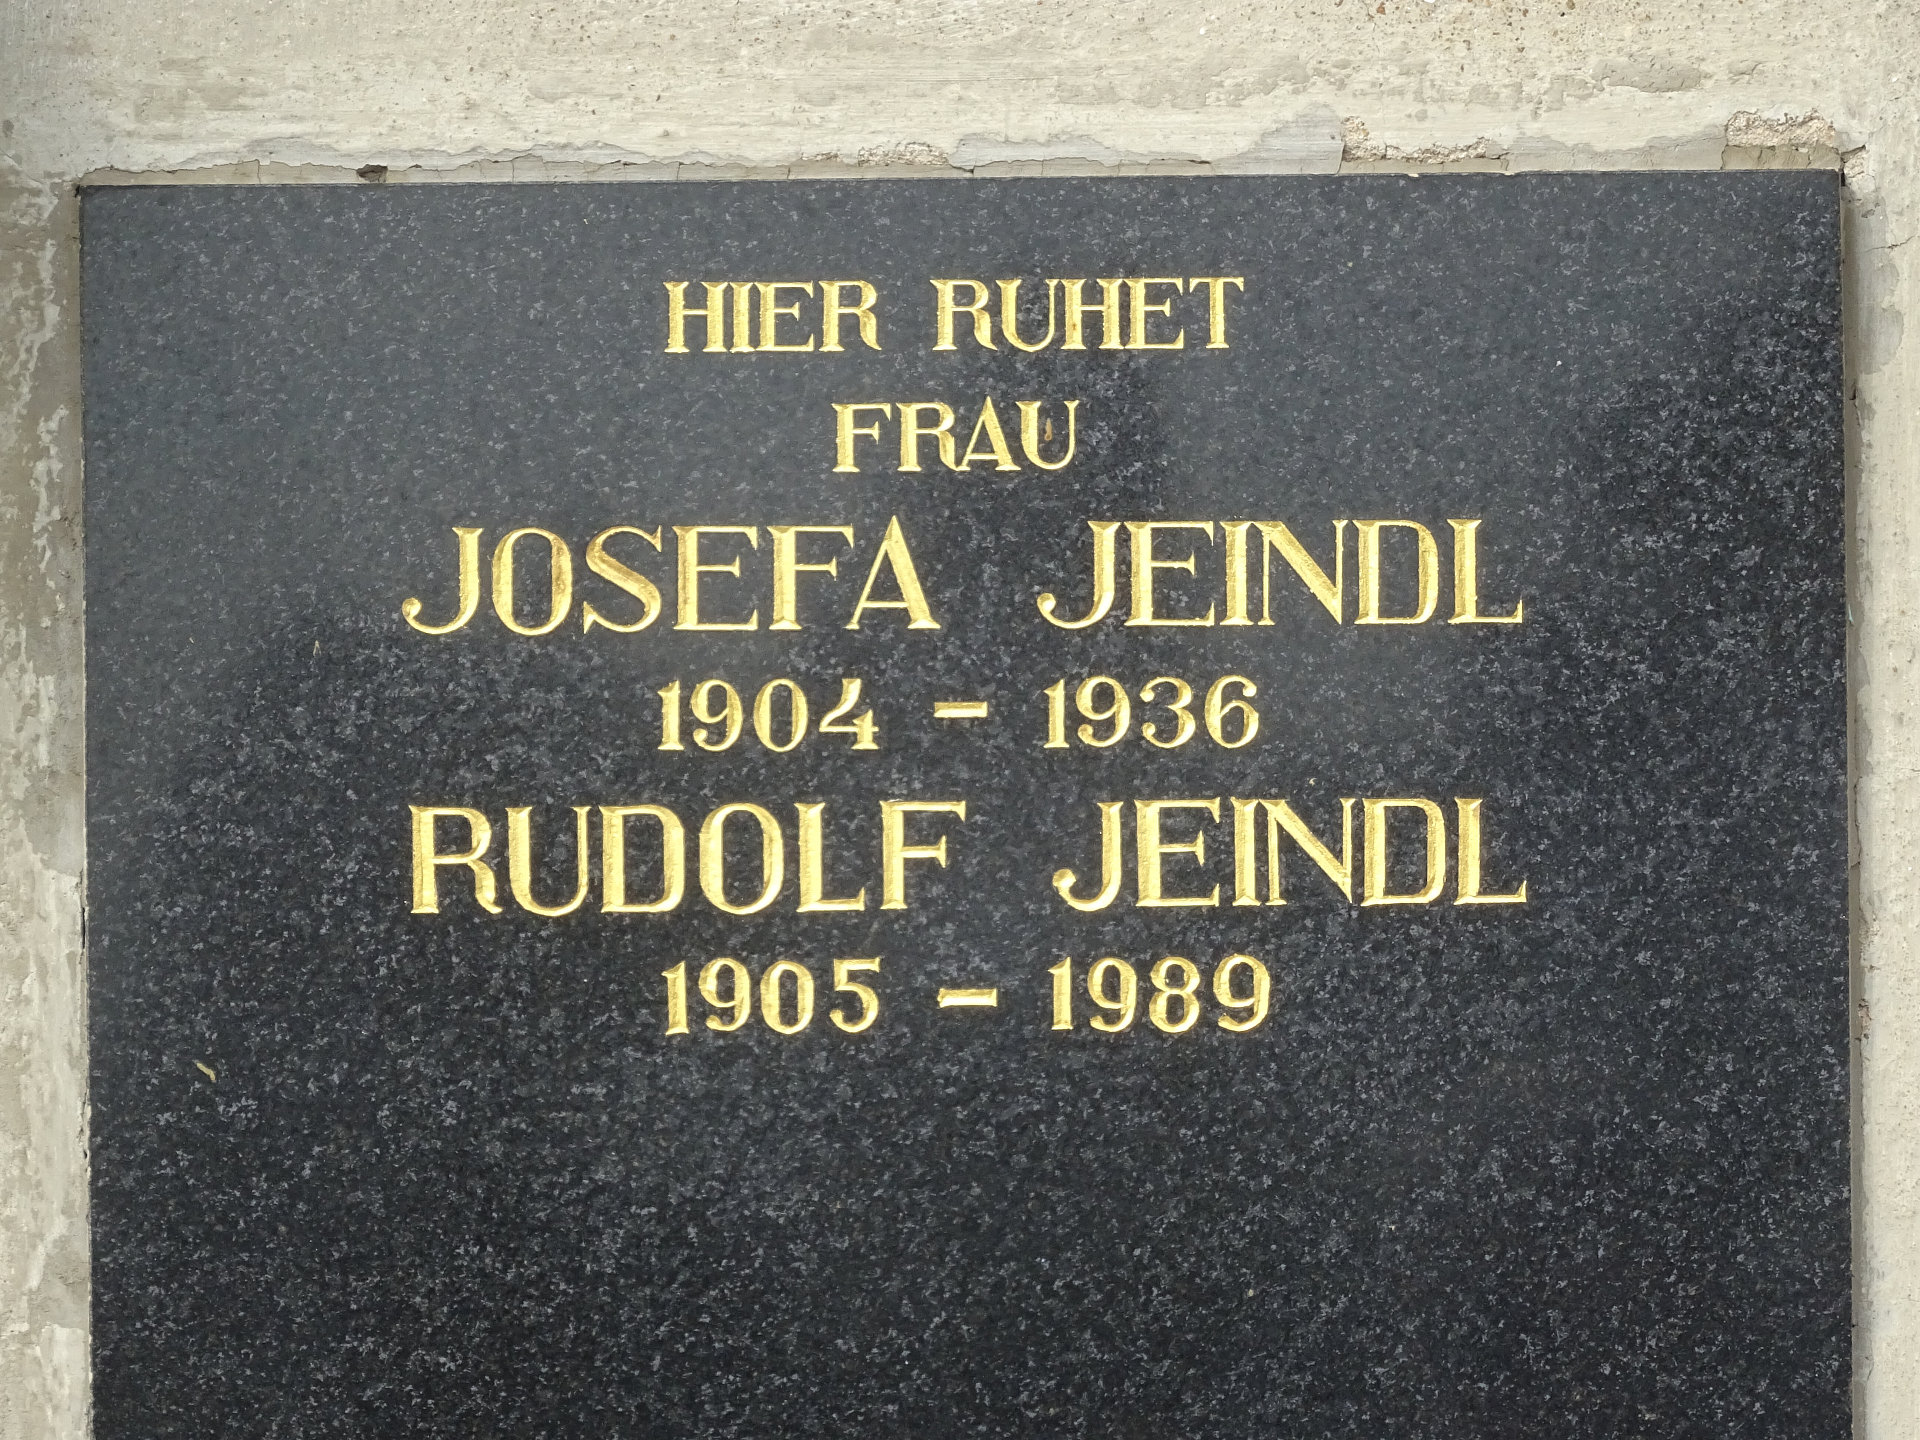 HIER RUHET
FRAU
JOSEFA JEINDL
1904 - 1936
RUDOLF JEINDL
1905 - 1989